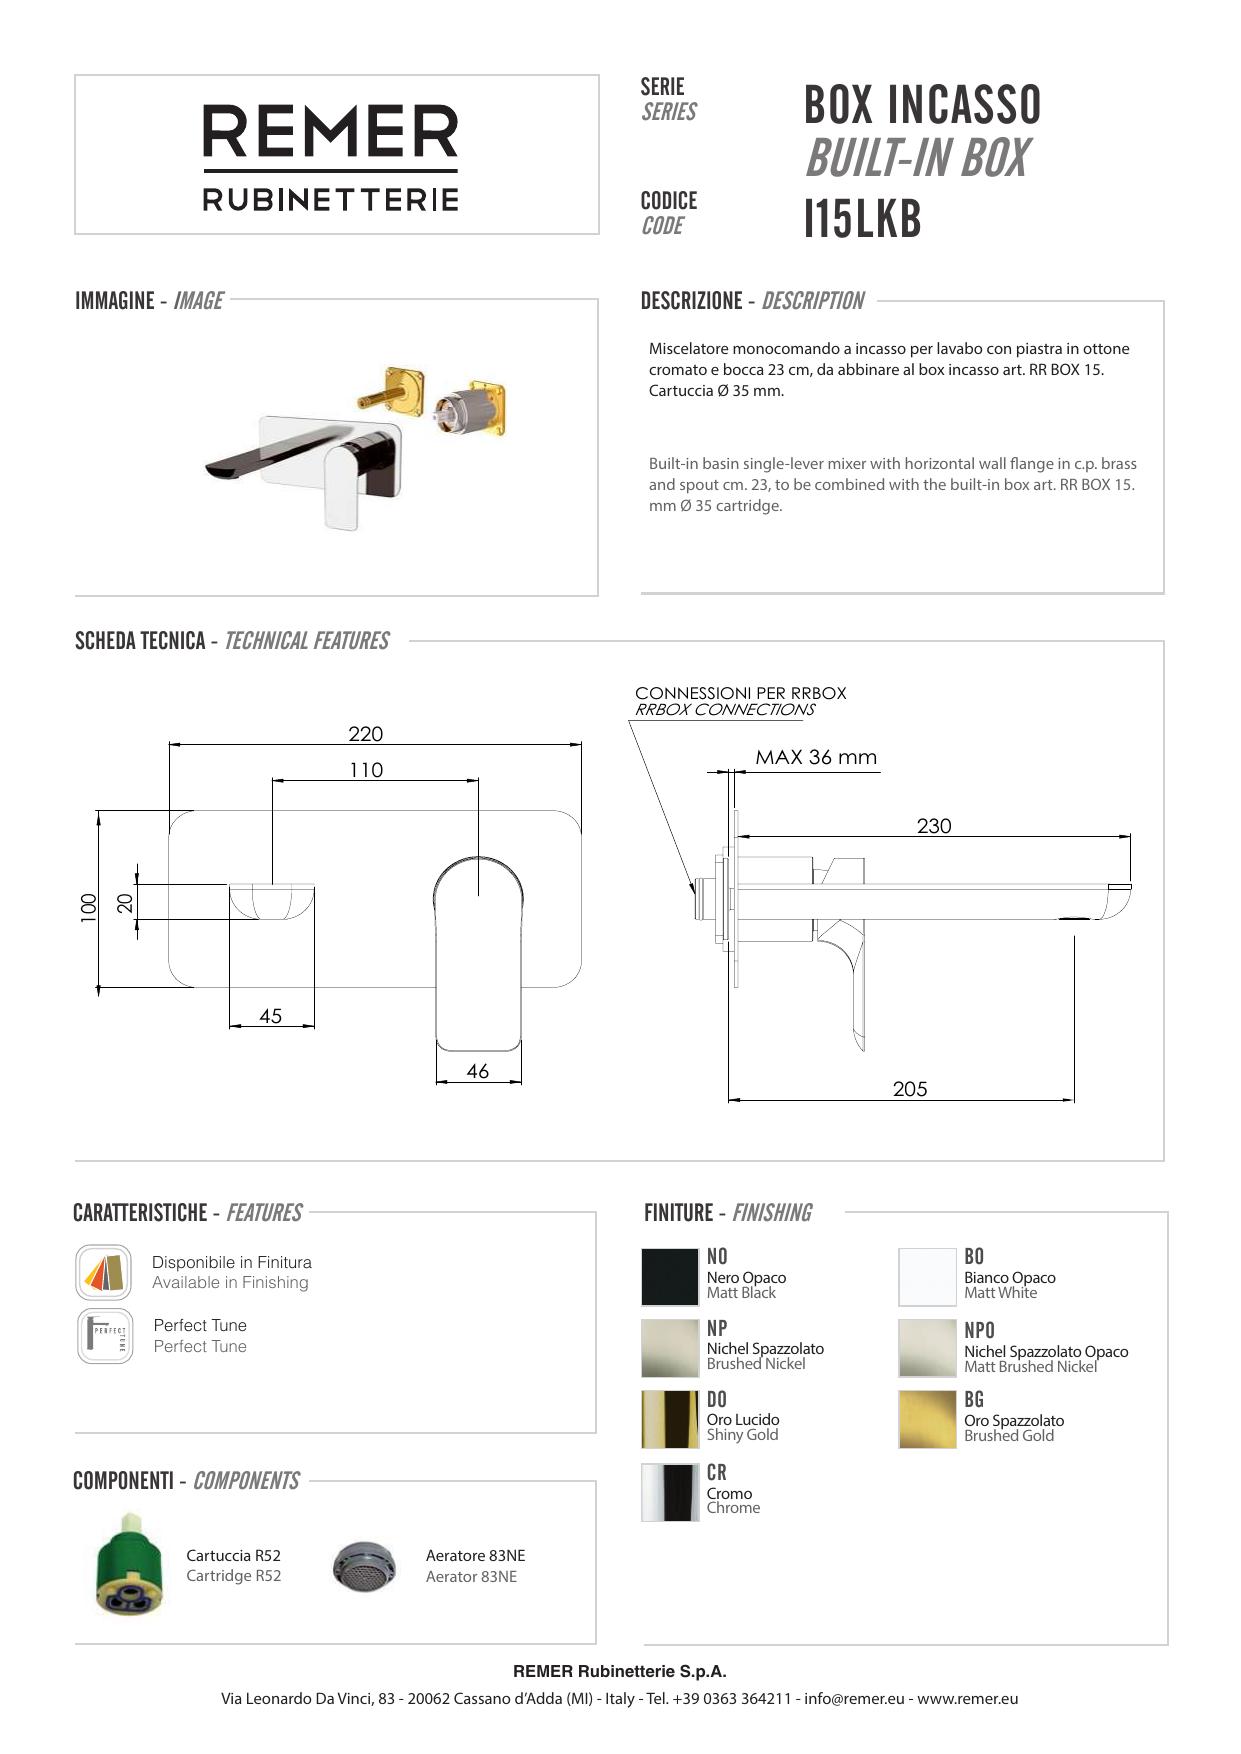 REMER
RUBINETTERIE
SERIE
SERIES
BOX INCASSO
BUILT-IN BOX
CODICE
CODE
I15LKB
IMMAGINE - IMAGE
DESCRIZIONE - DESCRIPTION
Miscelatore monocomando a incasso per lavabo con piastra in ottone
cromato e bocca 23 cm, da abbinare al box incasso art. RR BOX 15.
Cartuccia Ø 35 mm.
Built-in basin single-lever mixer with horizontal wall flange in c.p. brass
and spout cm. 23, to be combined with the built-in box art. RR BOX 15.
mm Ø 35 cartridge.
SCHEDA TECNICA - TECHNICAL FEATURES
220
110
100
20
45
46
CONNESSIONI PER RRBOX
RRBOX CONNECTIONS
MAX 36 mm
230
205
CARATTERISTICHE - FEATURES
Disponibile in Finitura
Available in Finishing
PERFECT
TUNE
Perfect Tune
Perfect Tune
COMPONENTI - COMPONENTS
Cartuccia R52
Cartridge R52
Aeratore 83NE
Aerator 83NE
FINITURE - FINISHING
NO
Nero Opaco
Matt Black
BO
Bianco Opaco
Matt White
NP
Nichel Spazzolato
Brushed Nickel
NPO
Nichel Spazzolato Opaco
Matt Brushed Nickel
DO
Oro Lucido
Shiny Gold
BG
Oro Spazzolato
Brushed Gold
CR
Cromo
Chrome
REMER Rubinetterie S.p.A.
Via Leonardo Da Vinci, 83 - 20062 Cassano d'Adda (MI) - Italy - Tel. +39 0363 364211 - info@remer.eu - www.remer.eu